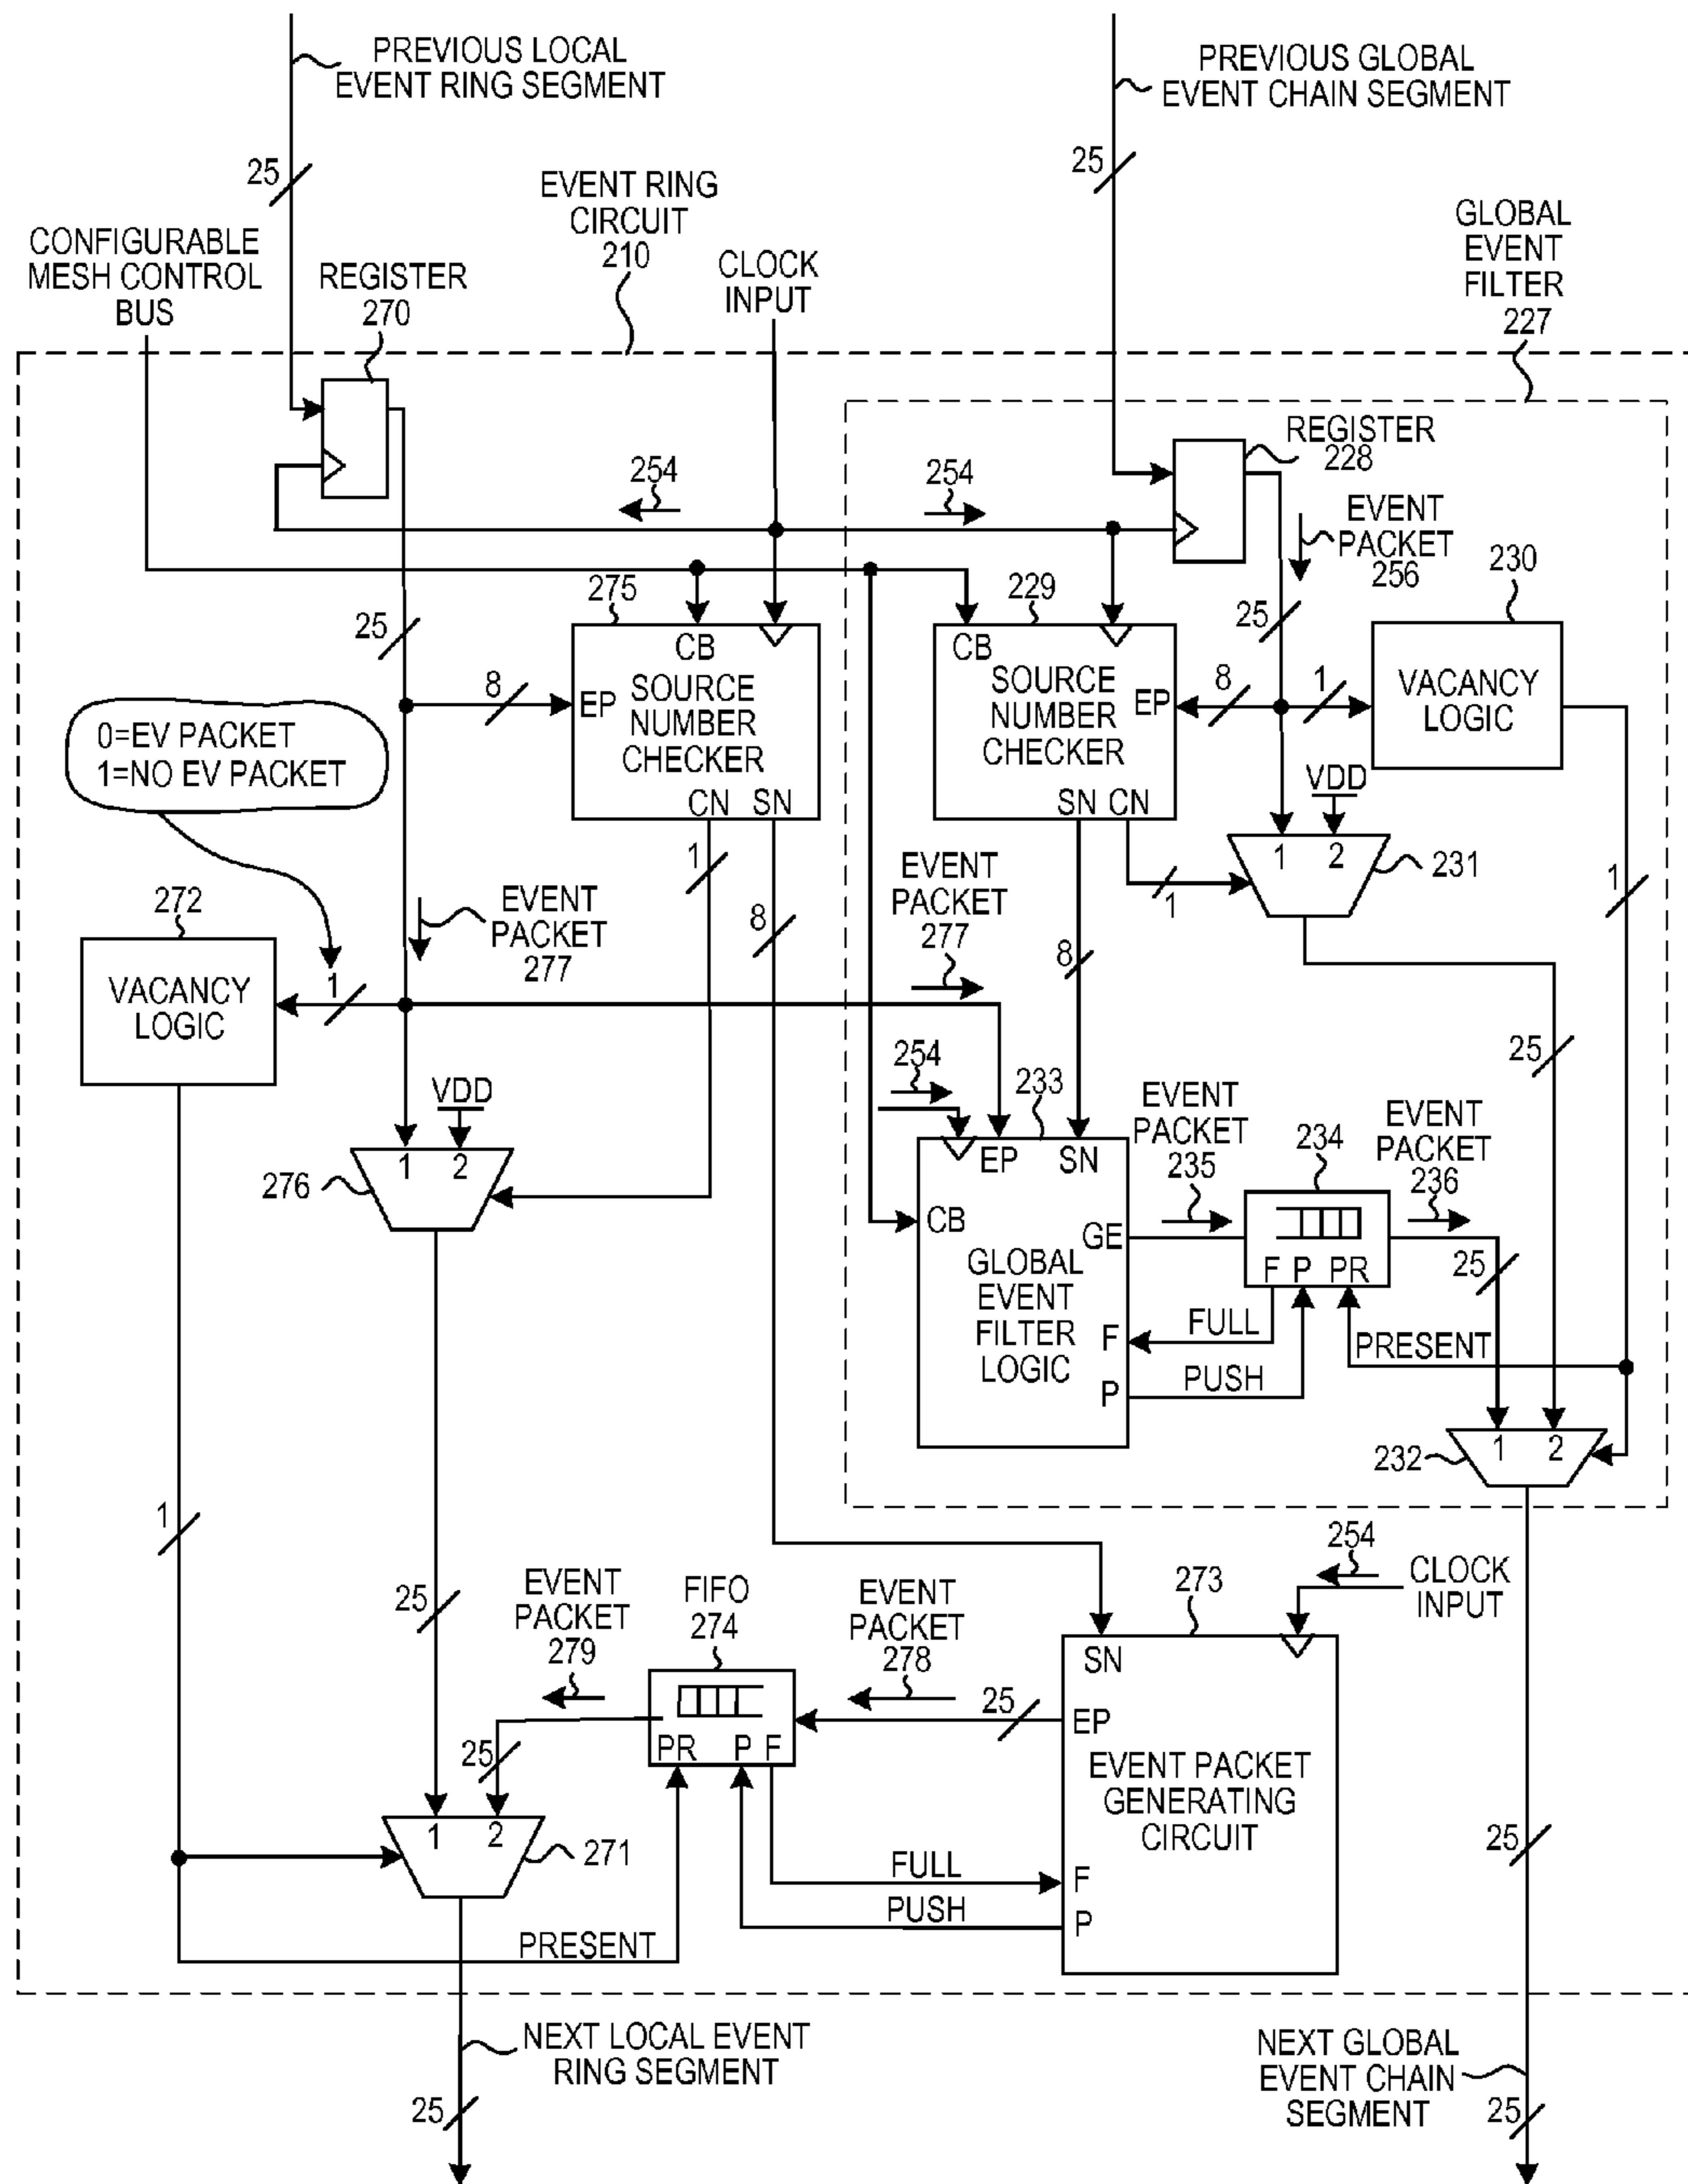 PREVIOUS LOCAL
EVENT RING SEGMENT
PREVIOUS GLOBAL
EVENT CHAIN SEGMENT
25
25
EVENT RING
CIRCUIT
210
GLOBAL
EVENT
FILTER
227
CONFIGURABLE
MESH CONTROL
BUS
REGISTER
270
CLOCK
INPUT
REGISTER
228
254
254
EVENT
PACKET
256
230
275
229
25
25
CB
SOURCE
NUMBER
CHECKER
EP
CN SN
8
CB
SOURCE
NUMBER
CHECKER
EP
SN CN
8
1
VACANCY
LOGIC
0=EV PACKET
1=NO EV PACKET
VDD
1 2
231
1
1
8
1
8
272
EVENT
PACKET
277
EVENT
PACKET
277
VACANCY
LOGIC
1
25
VDD
1 2
276
254
233
EP SN
CB
GE
GLOBAL
EVENT
FILTER
LOGIC
F
P
EVENT
PACKET
235
234
F P PR
EVENT
PACKET
236
25
FULL
PUSH
PRESENT
1 2
232
1
254
CLOCK
INPUT
25
EVENT
PACKET
279
FIFO
274
EVENT
PACKET
278
273
SN
EP
EVENT PACKET
GENERATING
CIRCUIT
F
P
25
PR P F
25
1 2
271
FULL
PUSH
PRESENT
25
NEXT LOCAL EVENT
RING SEGMENT
25
NEXT GLOBAL
EVENT CHAIN
SEGMENT
25